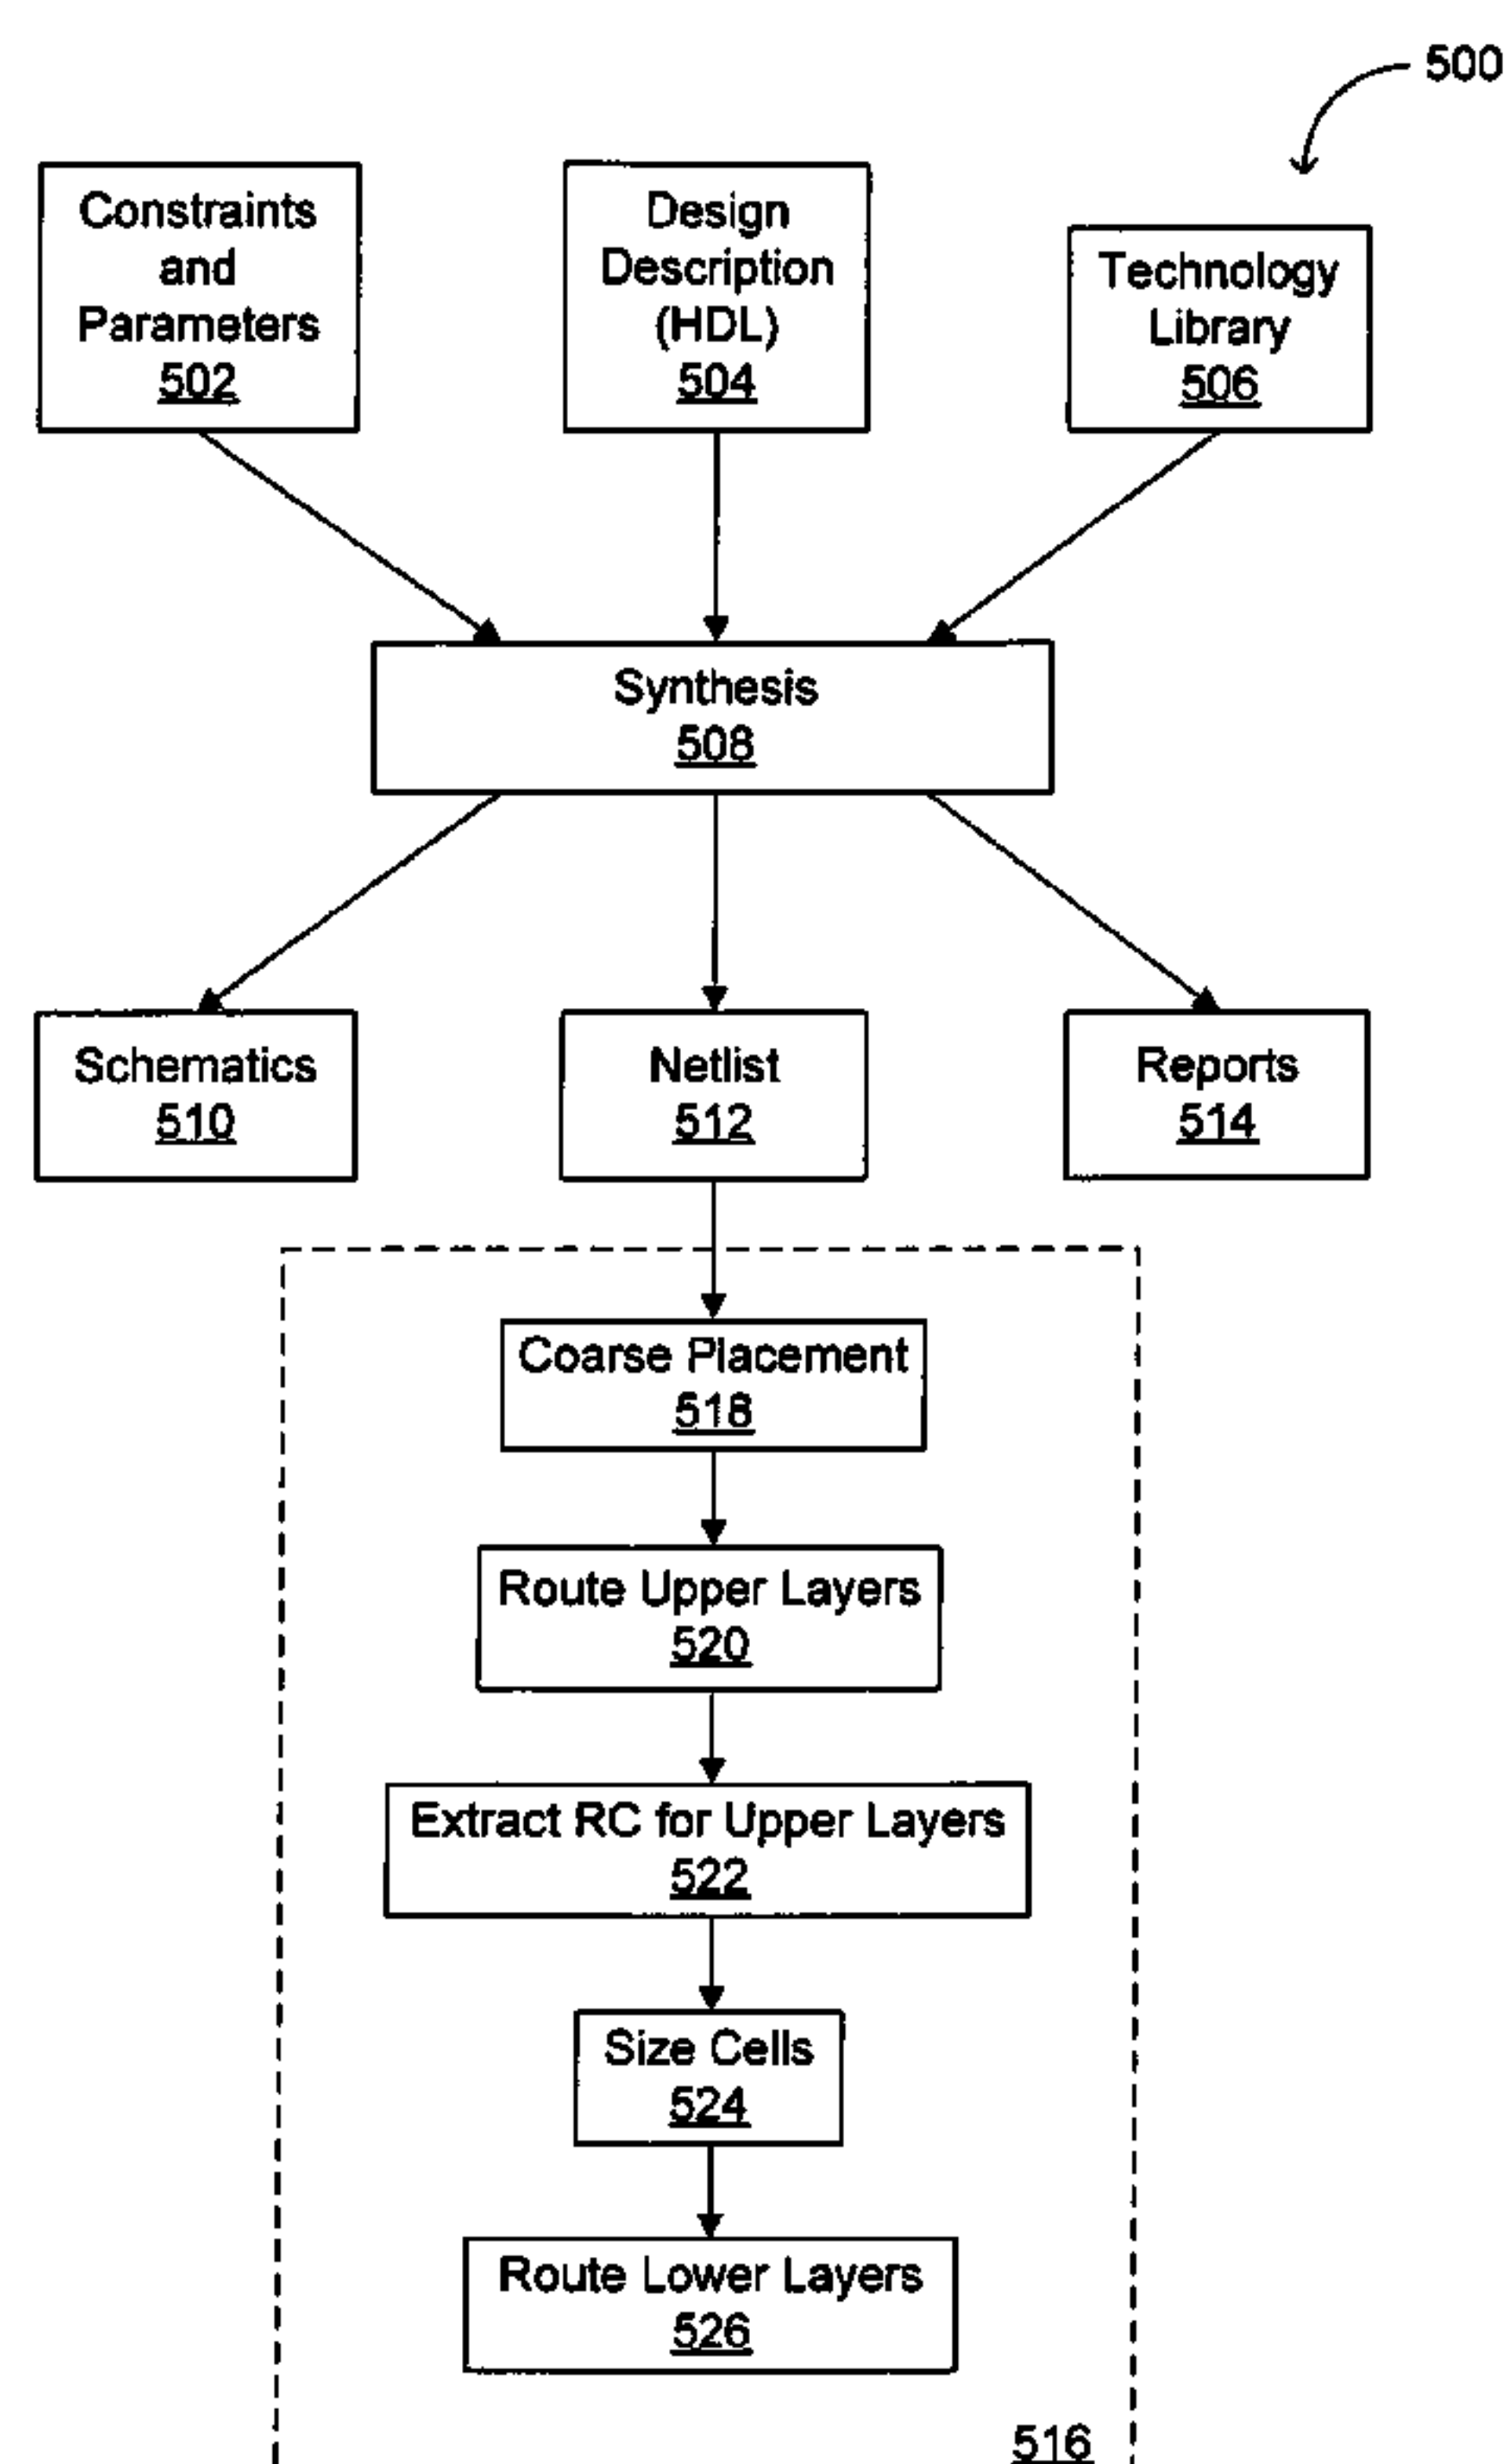 500
Constraints
and
Parameters
502
Design
Description
(HDL)
504
Technology
Library
506
Synthesis
508
Schematics
510
Netlist
512
Reports
514
Coarse Placement
518
Route Upper Layers
520
Extract RC for Upper Layers
522
Size Cells
524
Route Lower Layers
526
516